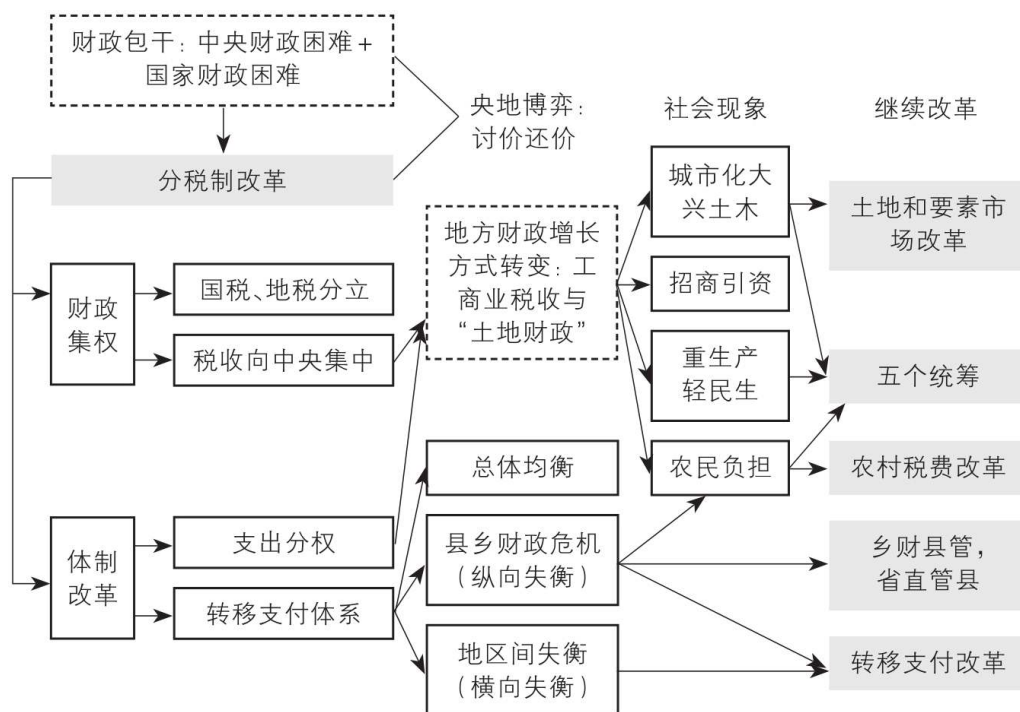 财政包干：中央财政困难+
国家财政困难
分税制改革
央地博弈：
讨价还价
财政
集权
国税、地税分立
税收向中央集中
体制
改革
支出分权
转移支付体系
地方财政增长
方式转变：工
商业税收与
“土地财政”
总体均衡
县乡财政危机
（纵向失衡）
地区间失衡
（横向失衡）
社会现象
城市化大
兴土木
招商引资
重生产
轻民生
农民负担
继续改革
土地和要素市
场改革
五个统筹
农村税费改革
乡财县管，
省直管县
转移支付改革